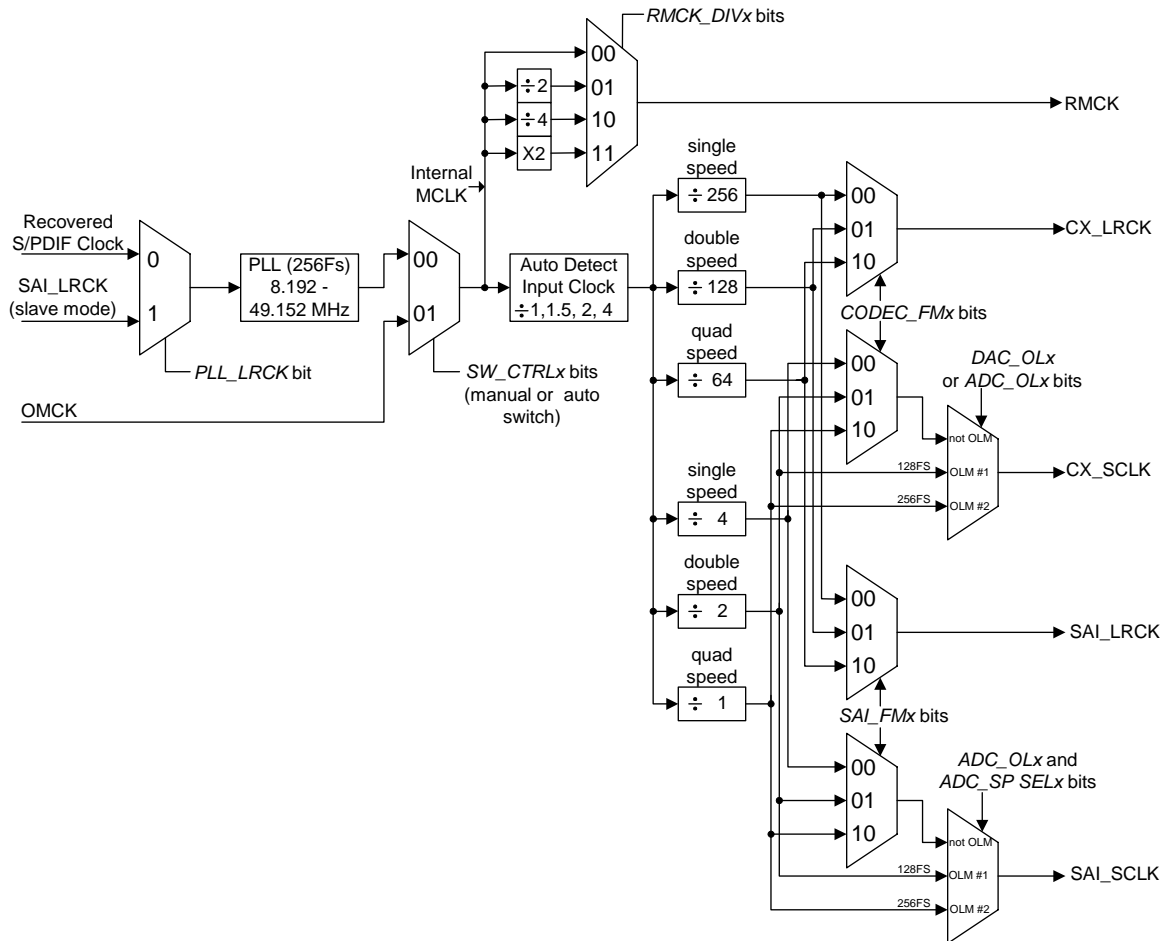 RMCK_DIVx bits
00
÷2
01
÷4
10
X2
11
RMCK
Internal
MCLK
single
speed
÷ 256
00
01
10
CX_LRCK
double
speed
÷ 128
quad
speed
÷ 64
CODEC_FMx bits
Recovered
S/PDIF Clock
0
SAI_LRCK
(slave mode)
1
PLL_LRCK bit
OMCK
PLL (256Fs)
8.192 -
49.152 MHz
00
01
SW_CTRLx bits
(manual or auto
switch)
Auto Detect
Input Clock
÷1,1.5, 2, 4
00
01
10
DAC_OLx
or ADC_OLx bits
not OLM
128FS
OLM #1
256FS
OLM #2
CX_SCLK
single
speed
÷ 4
double
speed
÷ 2
quad
speed
÷ 1
00
01
10
SAI_LRCK
SAI_FMx bits
00
01
10
ADC_OLx and
ADC_SP SELx bits
not OLM
128FS
OLM #1
256FS
OLM #2
SAI_SCLK